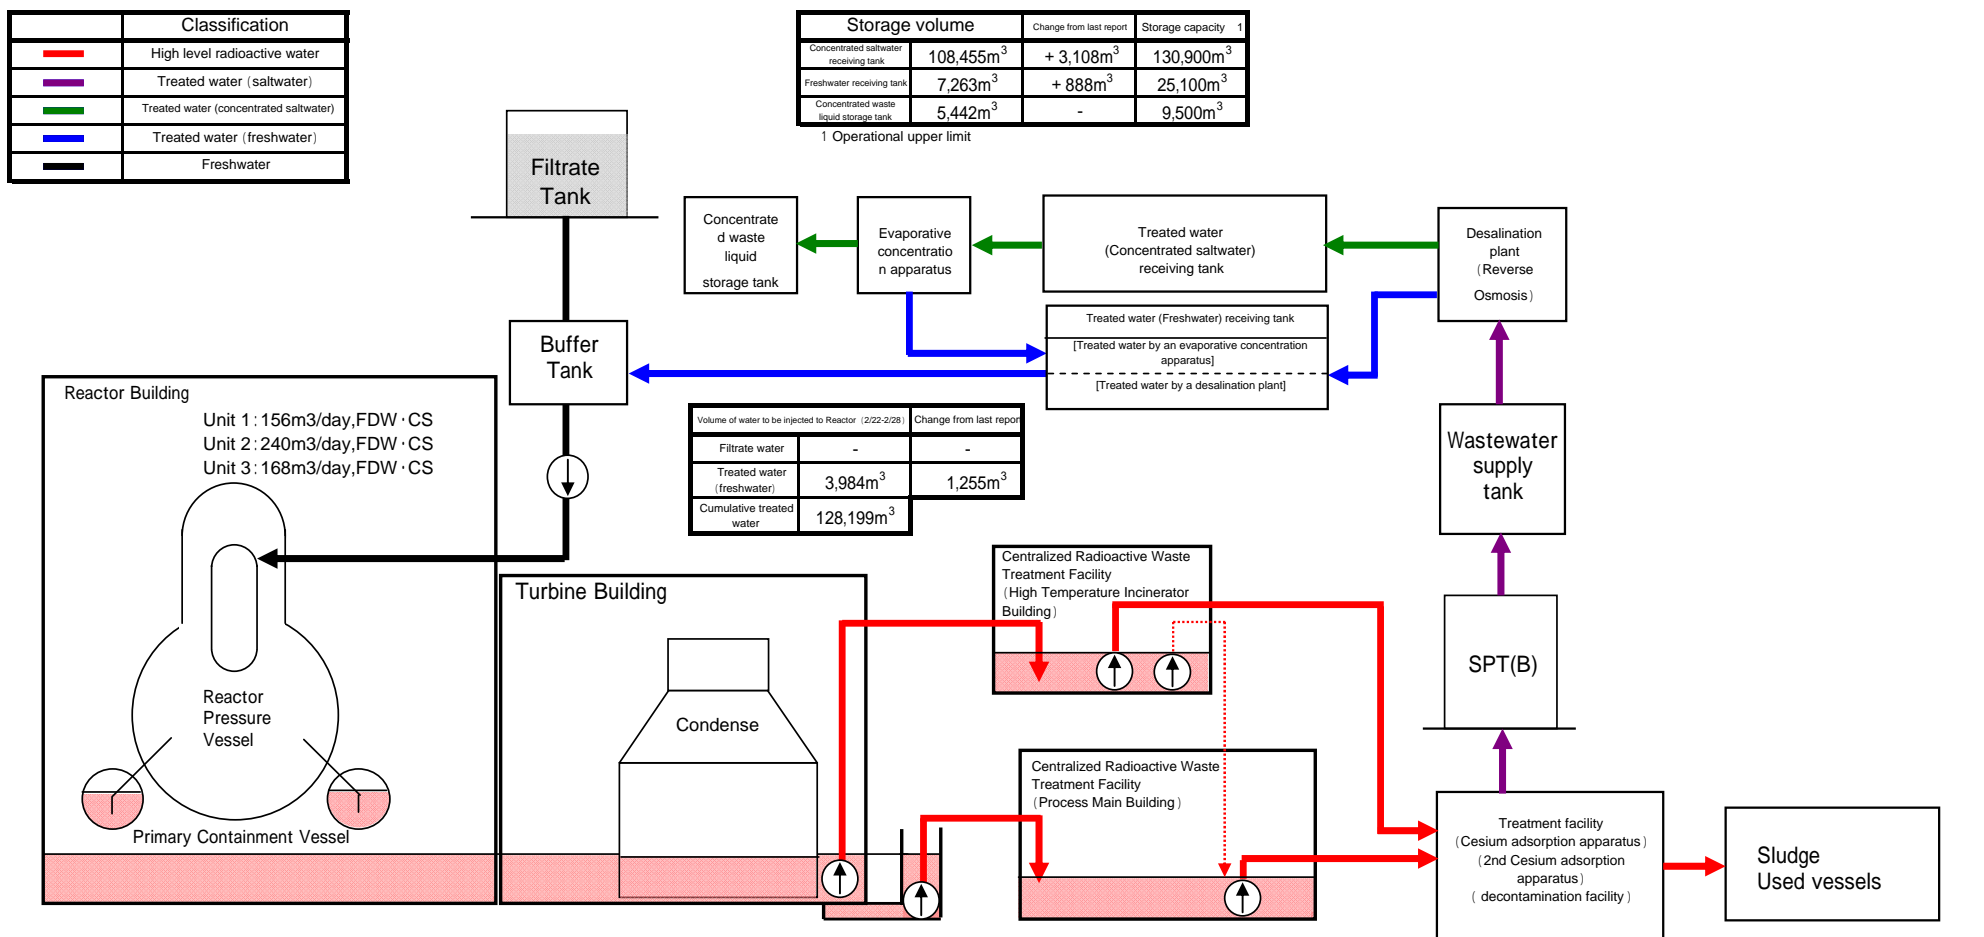 Classification
High level radioactive water
Treated water (saltwater)
Treated water (concentrated saltwater)
Treated water (freshwater)
Freshwater
Storage volume Change from last report Storage capacity 1
Concentrated saltwater
receiving tank 108,455m3 + 3,108m3 130,900m3
Freshwater receiving tank 7,263m3 + 888m3 25,100m3
Concentrated waste
liquid storage tank 5,442m3 - 9,500m3
1 Operational upper limit
Filtrate
Tank
Concentrate
d waste
liquid
storage tank
Evaporative
concentratio
n apparatus
Treated water
(Concentrated saltwater)
receiving tank
Desalination
plant
(Reverse
Osmosis)
Treated water (Freshwater) receiving tank
[Treated water by an evaporative concentration
apparatus]
[Treated water by a desalination plant]
Buffer
Tank
Reactor Building
Unit 1:156m3/day,FDW・CS
Unit 2:240m3/day,FDW・CS
Unit 3:168m3/day,FDW・CS
Volume of water to be injected to Reactor (2/22-2/28) Change from last report
Filtrate water - -
Treated water
(freshwater) 3,984m3 1,255m3
Cumulative treated
water 128,199m3
Wastewater
supply
tank
Centralized Radioactive Waste
Treatment Facility
(High Temperature Incinerator
Building)
Turbine Building
SPT(B)
Reactor
Pressure
Vessel
Condense
Centralized Radioactive Waste
Treatment Facility
(Process Main Building)
Primary Containment Vessel
Treatment facility
(Cesium adsorption apparatus)
(2nd Cesium adsorption
apparatus)
( decontamination facility)
Sludge
Used vessels